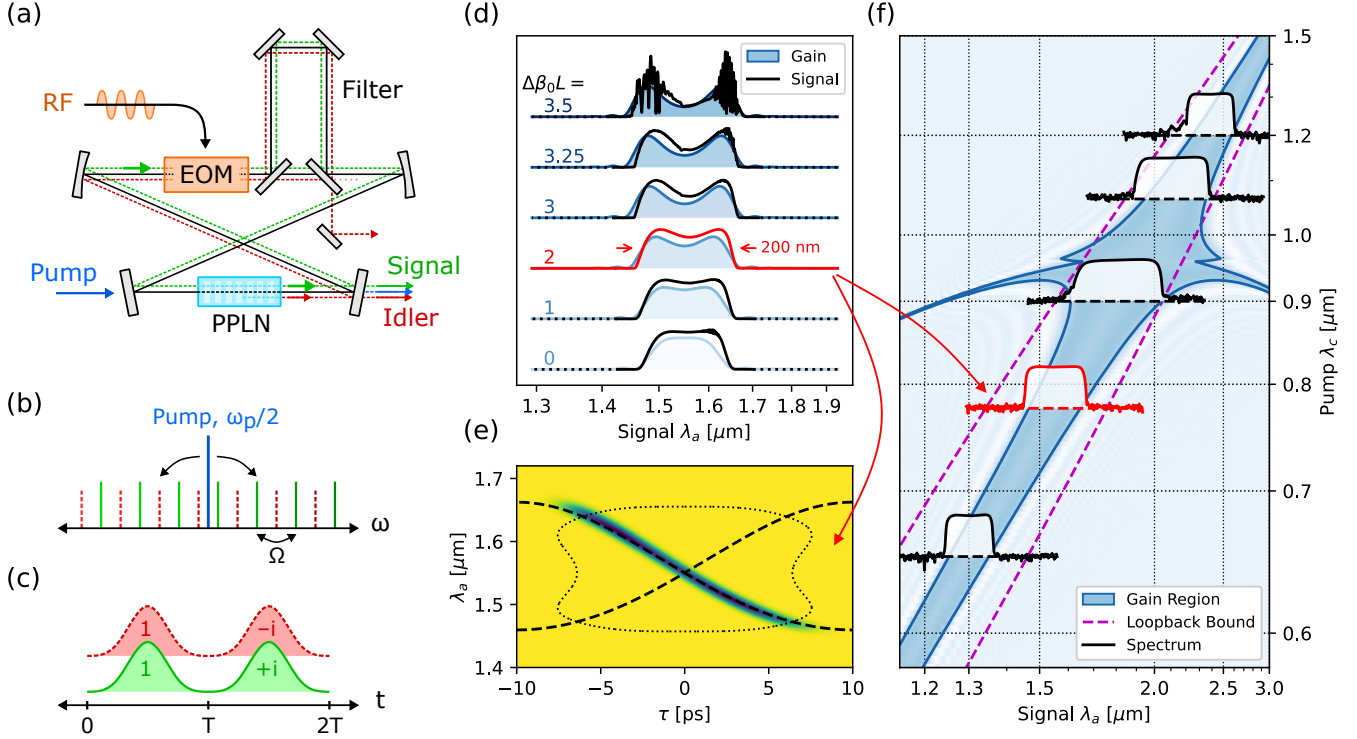 (a)
RF
EOM
Filter
Pump
PPLN
Signal
Idler
(b)
Pump, ωp/2
ω
Ω
(c)
1
−i
1
+i
t
0
T
2T
(d)
Gain
Signal
Δβ0L =
3.5
3.25
3
2
200 nm
1
0
1.3
1.4
1.5
1.6
1.7
1.8
1.9
Signal λa [μm]
(e)
1.7
1.6
1.5
1.4
λa [μm]
−10
−5
0
5
10
τ [ps]
(f)
1.5
1.2
1.0
0.9
0.8
0.7
0.6
Pump λc [μm]
Gain Region
Loopback Bound
Spectrum
1.2
1.3
1.5
2.0
2.5
3.0
Signal λa [μm]